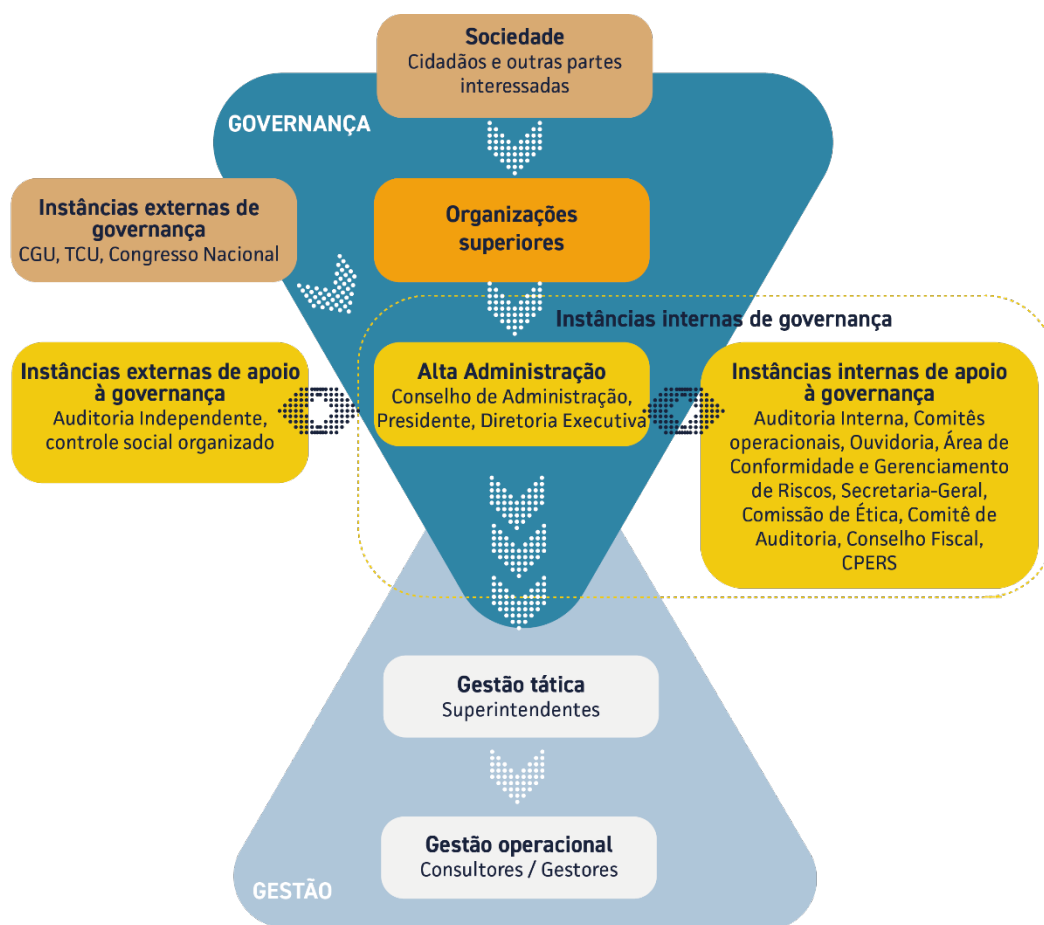 Sociedade
Cidadãos e outras partes
interessadas
GOVERNANÇA
Instâncias externas de
governança
CGU, TCU, Congresso Nacional
Organizações
superiores
Instâncias internas de governança
Instâncias externas de apoio
à governança
Auditoria Independente,
controle social organizado
Alta Administração
Conselho de Administração,
Presidente, Diretoria Executiva
Instâncias internas de apoio
à governança
Auditoria Interna, Comitês
operacionais, Ouvidoria, Área de
Conformidade e Gerenciamento
de Riscos, Secretaria-Geral,
Comissão de Ética, Comitê de
Auditoria, Conselho Fiscal,
CPERS
Gestão tática
Superintendentes
Gestão operacional
Consultores / Gestores
GESTÃO